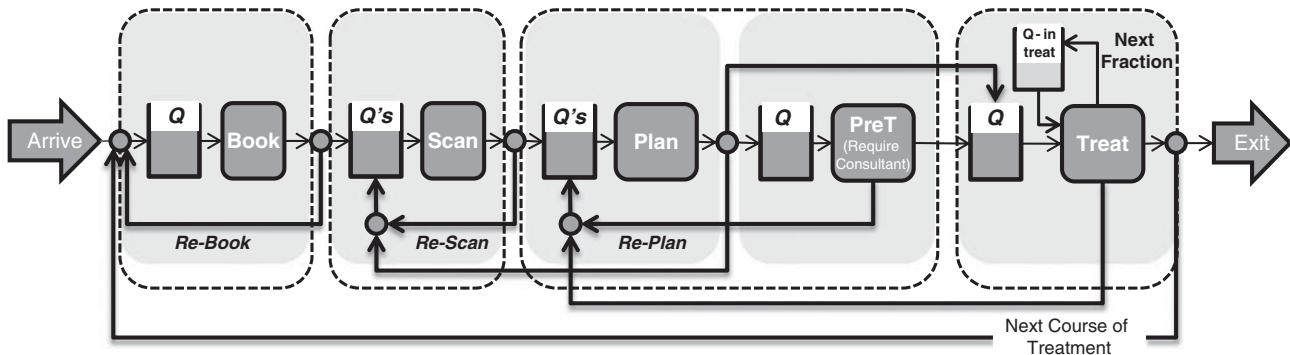 Arrive
Q
Book
Re-Book
Q's
Scan
Re-Scan
Q's
Plan
Re-Plan
Q
PreT
(Require
Consultant)
Q
Q - in
treat
Next
Fraction
Treat
Exit
Next Course of
Treatment